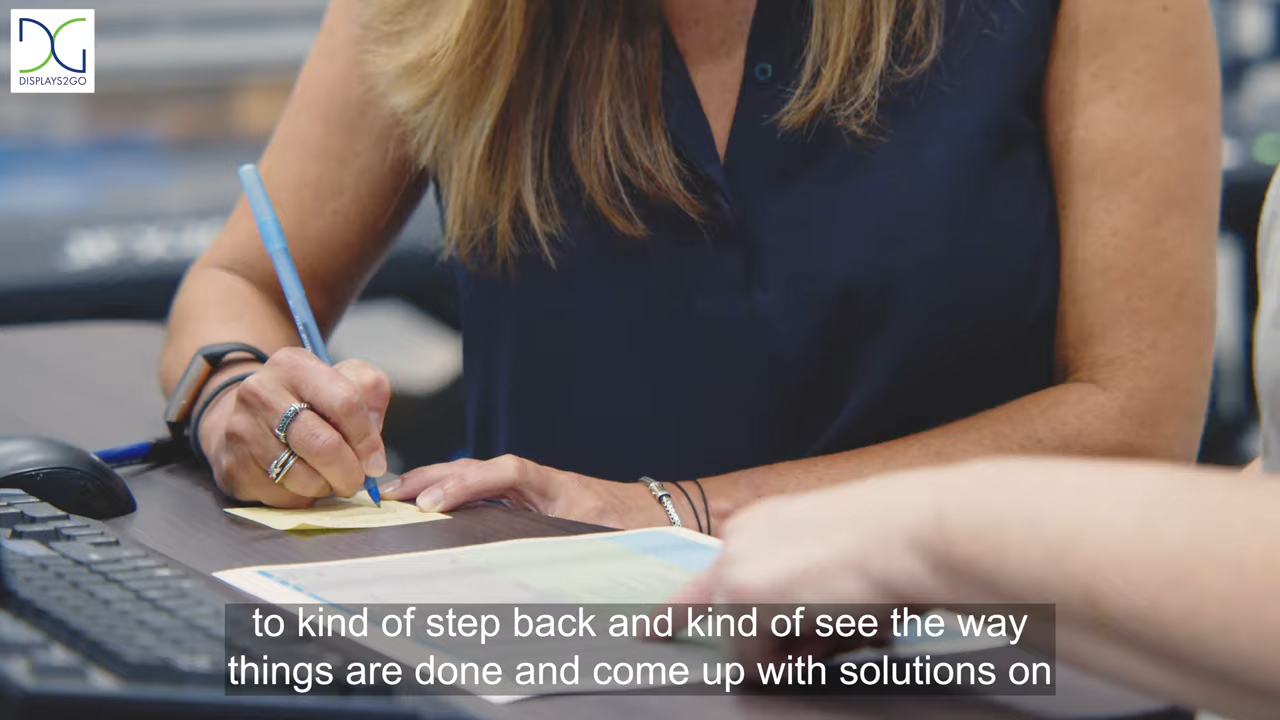 DISPLAYS2GO
to kind of step back and kind of see the way
things are done and come up with solutions on